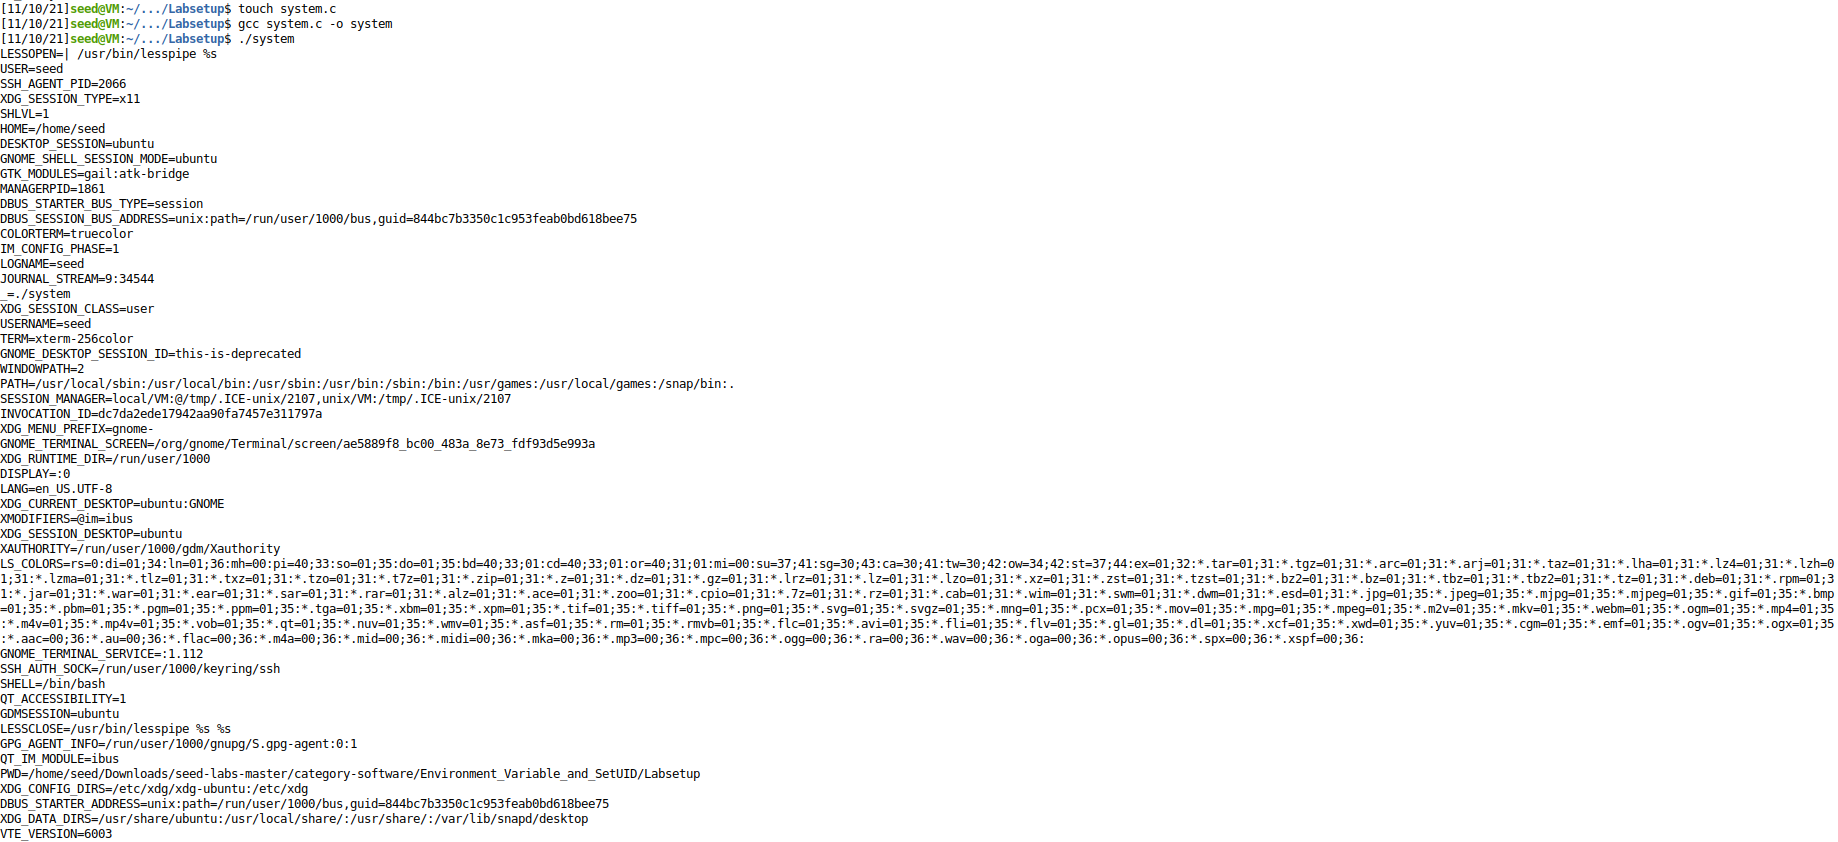 [11/10/21]seed@VM:~/.../Labsetup$ touch system.c
[11/10/21]seed@VM:~/.../Labsetup$ gcc system.c -o system
[11/10/21]seed@VM:~/.../Labsetup$ ./system
LESSOPEN=| /usr/bin/lesspipe %s
USER=seed
SSH_AGENT_PID=2066
XDG_SESSION_TYPE=x11
SHLVL=1
HOME=/home/seed
DESKTOP_SESSION=ubuntu
GNOME_SHELL_SESSION_MODE=ubuntu
GTK_MODULES=gail:atk-bridge
MANAGERPID=1861
DBUS_STARTER_BUS_TYPE=session
DBUS_SESSION_BUS_ADDRESS=unix:path=/run/user/1000/bus,guid=844bc7b3350c1c953feab0bd618bee75
COLORTERM=truecolor
IM_CONFIG_PHASE=1
LOGNAME=seed
JOURNAL_STREAM=9:34544
_=./system
XDG_SESSION_CLASS=user
USERNAME=seed
TERM=xterm-256color
GNOME_DESKTOP_SESSION_ID=this-is-deprecated
WINDOWPATH=2
PATH=/usr/local/sbin:/usr/local/bin:/usr/sbin:/usr/bin:/sbin:/bin:/usr/games:/usr/local/games:/snap/bin:.
SESSION_MANAGER=local/VM:@/tmp/.ICE-unix/2107,unix/VM:/tmp/.ICE-unix/2107
INVOCATION_ID=dc7da2ede17942aa90fa7457e311797a
XDG_MENU_PREFIX=gnome-
GNOME_TERMINAL_SCREEN=/org/gnome/Terminal/screen/ae5889f8_bc00_483a_8e73_fdf93d5e993a
XDG_RUNTIME_DIR=/run/user/1000
DISPLAY=:0
LANG=en_US.UTF-8
XDG_CURRENT_DESKTOP=ubuntu:GNOME
XMODIFIERS=@im=ibus
XDG_SESSION_DESKTOP=ubuntu
XAUTHORITY=/run/user/1000/gdm/Xauthority
LS_COLORS=rs=0:di=01;34:ln=01;36:mh=00:pi=40;33:so=01;35:do=01;35:bd=40;33;01:cd=40;33;01:or=40;31;01:mi=00:su=37;41:sg=30;43:ca=30;41:tw=30;42:ow=34;42:st=37;44:ex=01;32:*.tar=01;31:*.tgz=01;31:*.arc=01;31:*.arj=01;31:*.taz=01;31:*.lha=01;31:*.lz4=01;31:*.lzh=0
1;31:*.lzma=01;31:*.tlz=01;31:*.txz=01;31:*.tzo=01;31:*.t7z=01;31:*.zip=01;31:*.z=01;31:*.dz=01;31:*.gz=01;31:*.lrz=01;31:*.lz=01;31:*.lzo=01;31:*.xz=01;31:*.zst=01;31:*.tzst=01;31:*.bz2=01;31:*.bz=01;31:*.tbz=01;31:*.tbz2=01;31:*.tz=01;31:*.deb=01;31:*.rpm=01;3
1:*.jar=01;31:*.war=01;31:*.ear=01;31:*.sar=01;31:*.rar=01;31:*.alz=01;31:*.ace=01;31:*.zoo=01;31:*.cpio=01;31:*.7z=01;31:*.rz=01;31:*.cab=01;31:*.wim=01;31:*.swm=01;31:*.dwm=01;31:*.esd=01;31:*.jpg=01;35:*.jpeg=01;35:*.mjpg=01;35:*.mjpeg=01;35:*.gif=01;35:*.bmp
=01;35:*.pbm=01;35:*.pgm=01;35:*.ppm=01;35:*.tga=01;35:*.xbm=01;35:*.xpm=01;35:*.tif=01;35:*.tiff=01;35:*.png=01;35:*.svg=01;35:*.svgz=01;35:*.mng=01;35:*.pcx=01;35:*.mov=01;35:*.mpg=01;35:*.mpeg=01;35:*.m2v=01;35:*.mkv=01;35:*.webm=01;35:*.ogm=01;35:*.mp4=01;35
:*.m4v=01;35:*.mp4v=01;35:*.vob=01;35:*.qt=01;35:*.nuv=01;35:*.wmv=01;35:*.asf=01;35:*.rm=01;35:*.rmvb=01;35:*.flc=01;35:*.avi=01;35:*.fli=01;35:*.flv=01;35:*.gl=01;35:*.dl=01;35:*.xcf=01;35:*.xwd=01;35:*.yuv=01;35:*.cgm=01;35:*.emf=01;35:*.ogv=01;35:*.ogx=01;35
:*.aac=00;36:*.au=00;36:*.flac=00;36:*.m4a=00;36:*.mid=00;36:*.midi=00;36:*.mka=00;36:*.mp3=00;36:*.mpc=00;36:*.ogg=00;36:*.ra=00;36:*.wav=00;36:*.oga=00;36:*.opus=00;36:*.spx=00;36:*.xspf=00;36:
GNOME_TERMINAL_SERVICE=:1.112
SSH_AUTH_SOCK=/run/user/1000/keyring/ssh
SHELL=/bin/bash
QT_ACCESSIBILITY=1
GDMSESSION=ubuntu
LESSCLOSE=/usr/bin/lesspipe %s %s
GPG_AGENT_INFO=/run/user/1000/gnupg/S.gpg-agent:0:1
QT_IM_MODULE=ibus
PWD=/home/seed/Downloads/seed-labs-master/category-software/Environment_Variable_and_SetUID/Labsetup
XDG_CONFIG_DIRS=/etc/xdg/xdg-ubuntu:/etc/xdg
DBUS_STARTER_ADDRESS=unix:path=/run/user/1000/bus,guid=844bc7b3350c1c953feab0bd618bee75
XDG_DATA_DIRS=/usr/share/ubuntu:/usr/local/share/:/usr/share/:/var/lib/snapd/desktop
VTE_VERSION=6003